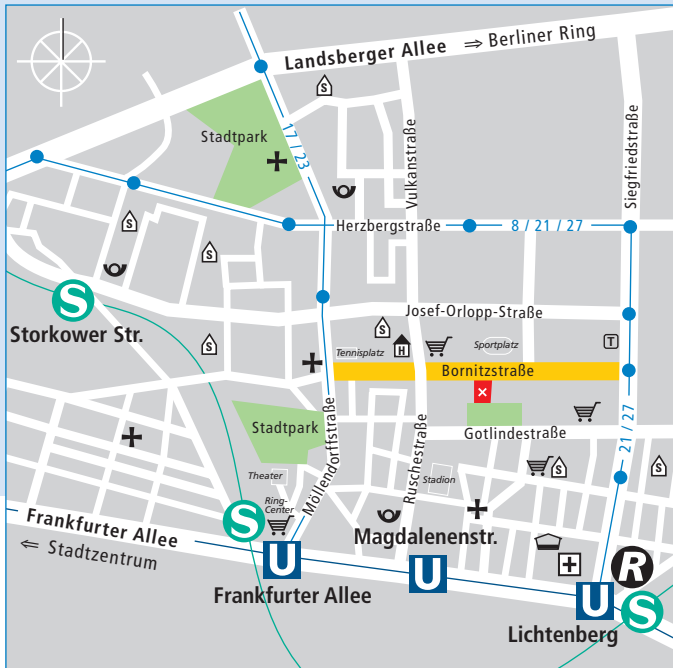 Landsberger Allee ⇒ Berliner Ring
S
Stadtpark
17 / 23
Vulkanstraße
Siegfriedstraße
Herzbergstraße
8 / 21 / 27
S
S
S
Storkower Str.
Josef-Orlopp-Straße
S
S
H
Tennisplatz
Sportplatz
T
Bornitzstraße
Stadtpark
Möllendorffstraße
Ruschestraße
Gotlindestraße
21 / 27
Theater
Ring-
Center
Stadion
S
S
S
Frankfurter Allee
⇐ Stadtzentrum
Magdalenenstr.
U
Frankfurter Allee
U
R
U
S
Lichtenberg